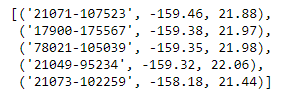 [('21071-107523', -159.46, 21.88),
('17900-175567', -159.38, 21.97),
('78021-105039', -159.35, 21.98),
('21049-95234', -159.32, 22.06),
('21073-102259', -158.18, 21.44)]